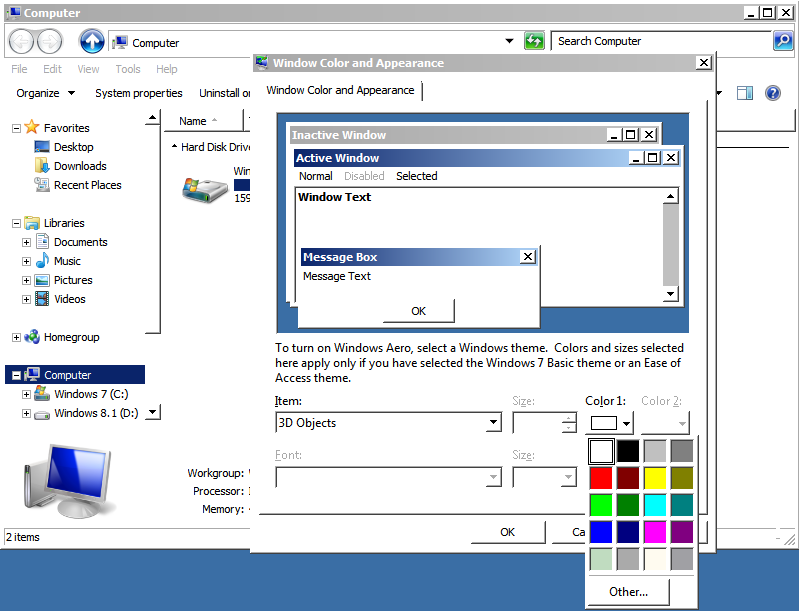 Computer
Computer
Search Computer
File Edit View Tools Help
Organize System properties Uninstall or
Favorites
Desktop
Downloads
Recent Places
Libraries
Documents
Music
Pictures
Videos
Homegroup
Computer
Windows 7 (C:)
Windows 8.1 (D:)
Name
Hard Disk Drive
Win
159
Workgroup:
Processor:
Memory:
2 items
Window Color and Appearance
Window Color and Appearance
Inactive Window
Active Window
Normal Disabled Selected
Window Text
Message Box
Message Text
OK
To turn on Windows Aero, select a Windows theme. Colors and sizes selected
here apply only if you have selected the Windows 7 Basic theme or an Ease of
Access theme.
Item: Size: Color 1: Color 2:
3D Objects
Font: Size:
OK Ca
Other...